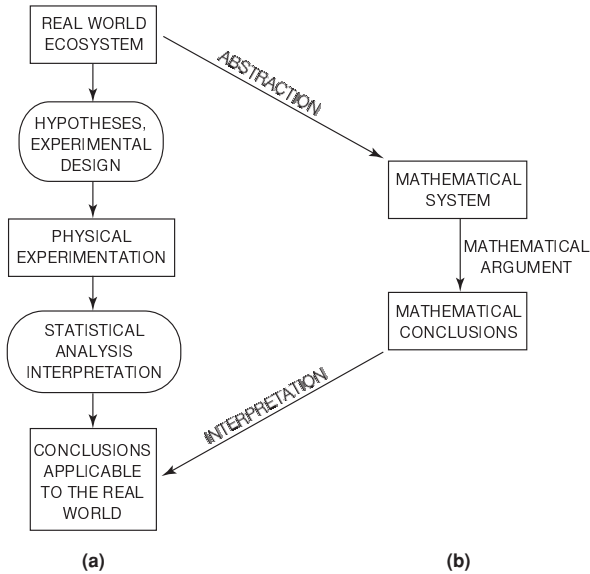 REAL WORLD
ECOSYSTEM
HYPOTHESES,
EXPERIMENTAL
DESIGN
PHYSICAL
EXPERIMENTATION
STATISTICAL
ANALYSIS
INTERPRETATION
CONCLUSIONS
APPLICABLE
TO THE REAL
WORLD
(a)
ABSTRACTION
MATHEMATICAL
SYSTEM
MATHEMATICAL
ARGUMENT
MATHEMATICAL
CONCLUSIONS
INTERPRETATION
(b)